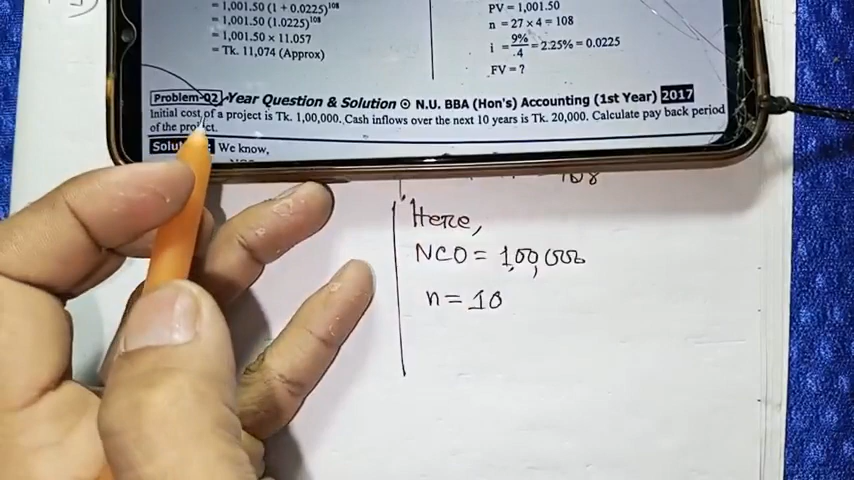 = 1,001.50 (1 + 0.0225)¹⁰⁸
= 1,001.50 (1.0225)¹⁰⁸
= 1,001.50 × 11.057
= Tk. 11,074 (Approx)
PV = 1,001.50
n = 27 × 4 = 108
i = 9%/4 = 2.25% = 0.0225
FV = ?
Problem-02 Year Question & Solution ⊙ N.U. BBA (Hon's) Accounting (1st Year) 2017
Initial cost of a project is Tk. 1,00,000. Cash inflows over the next 10 years is Tk. 20,000. Calculate pay back period
of the project.
We know,
Here,
NCO = 1,00,000
n = 10